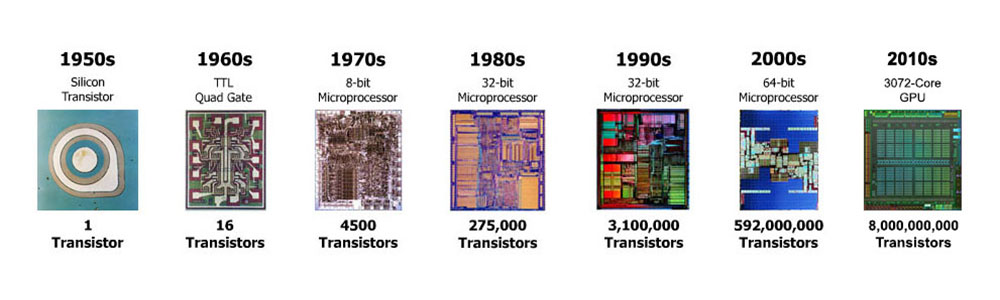 1950s
Silicon
Transistor
1
Transistor
1960s
TTL
Quad Gate
16
Transistors
1970s
8-bit
Microprocessor
4500
Transistors
1980s
32-bit
Microprocessor
275,000
Transistors
1990s
32-bit
Microprocessor
3,100,000
Transistors
2000s
64-bit
Microprocessor
592,000,000
Transistors
2010s
3072-Core
GPU
8,000,000,000
Transistors